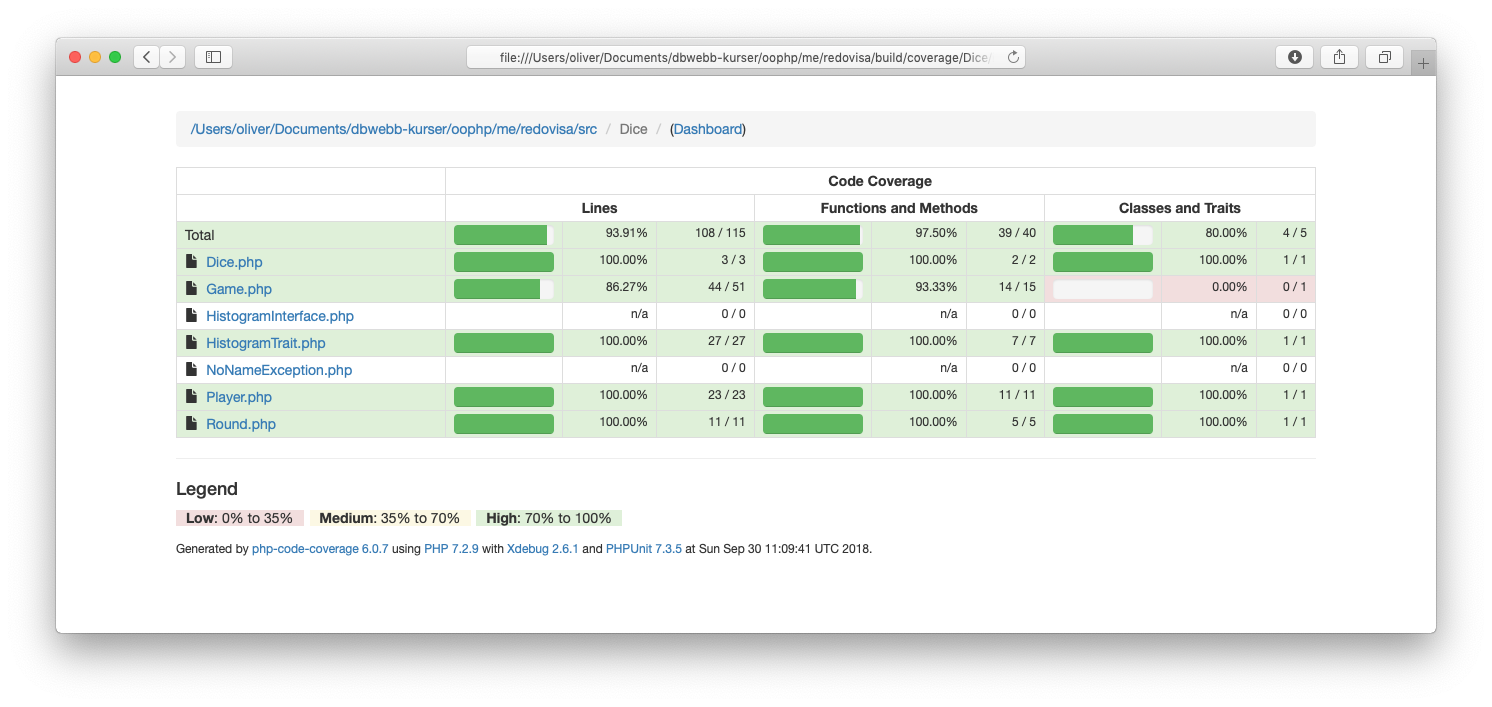 file:///Users/oliver/Documents/dbwebb-kurser/oophp/me/redovisa/build/coverage/Dice/
/Users/oliver/Documents/dbwebb-kurser/oophp/me/redovisa/src / Dice / (Dashboard)
Code Coverage
Lines Functions and Methods Classes and Traits
Total 93.91% 108 / 115 97.50% 39 / 40 80.00% 4 / 5
Dice.php 100.00% 3 / 3 100.00% 2 / 2 100.00% 1 / 1
Game.php 86.27% 44 / 51 93.33% 14 / 15 0.00% 0 / 1
HistogramInterface.php n/a 0 / 0 n/a 0 / 0 n/a 0 / 0
HistogramTrait.php 100.00% 27 / 27 100.00% 7 / 7 100.00% 1 / 1
NoNameException.php n/a 0 / 0 n/a 0 / 0 n/a 0 / 0
Player.php 100.00% 23 / 23 100.00% 11 / 11 100.00% 1 / 1
Round.php 100.00% 11 / 11 100.00% 5 / 5 100.00% 1 / 1
Legend
Low: 0% to 35% Medium: 35% to 70% High: 70% to 100%
Generated by php-code-coverage 6.0.7 using PHP 7.2.9 with Xdebug 2.6.1 and PHPUnit 7.3.5 at Sun Sep 30 11:09:41 UTC 2018.